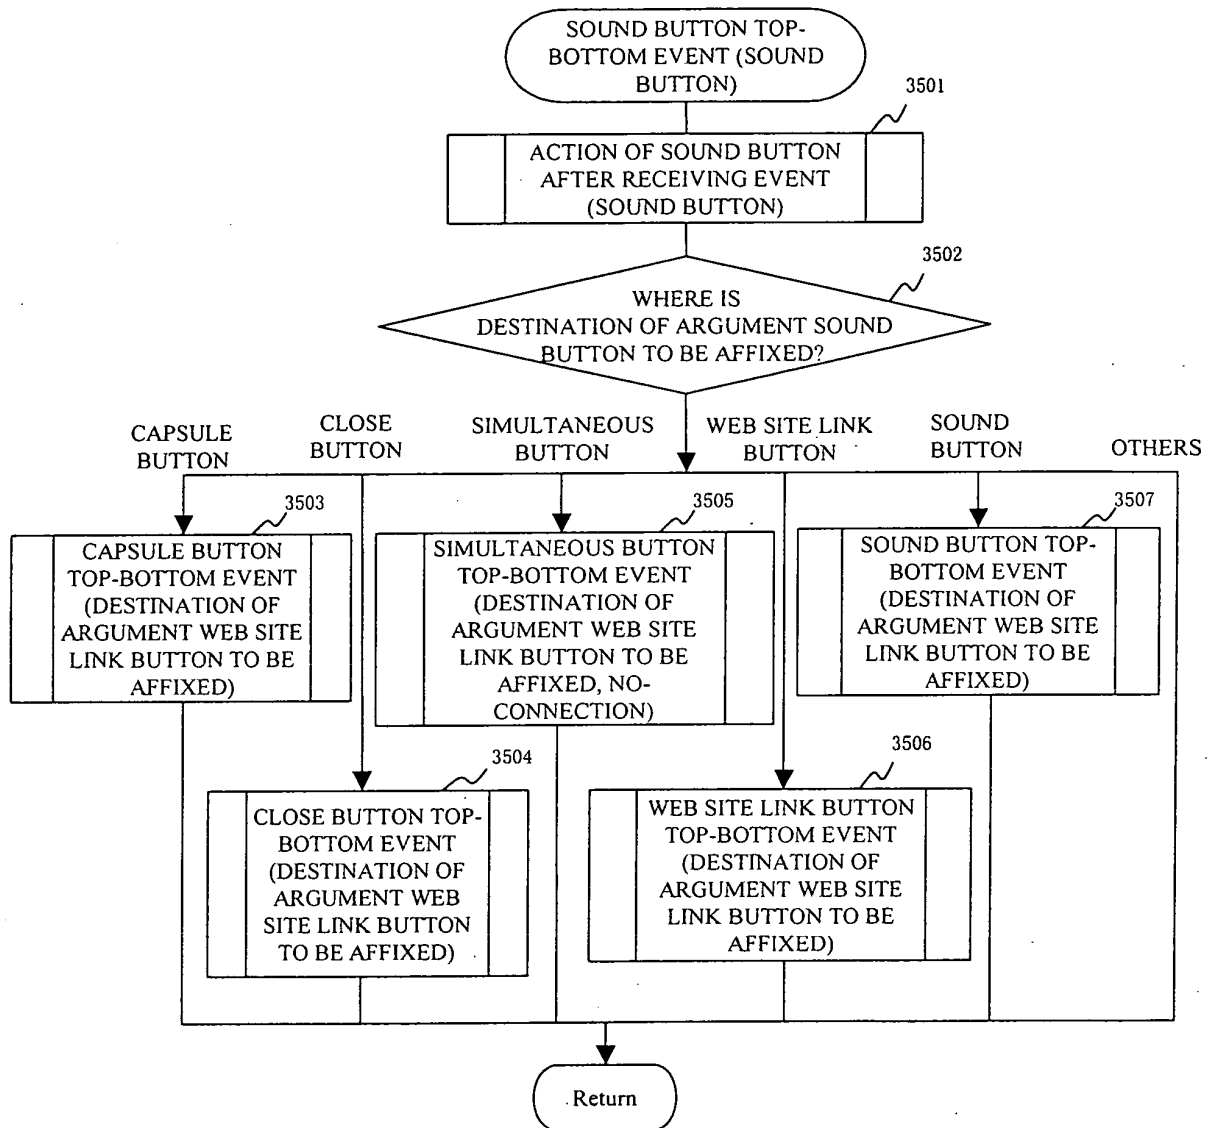 SOUND BUTTON TOP-
BOTTOM EVENT (SOUND
BUTTON)
3501
ACTION OF SOUND BUTTON
AFTER RECEIVING EVENT
(SOUND BUTTON)
3502
WHERE IS
DESTINATION OF ARGUMENT SOUND
BUTTON TO BE AFFIXED?
CAPSULE
BUTTON
CLOSE
BUTTON
SIMULTANEOUS
BUTTON
WEB SITE LINK
BUTTON
SOUND
BUTTON
OTHERS
3503
CAPSULE BUTTON
TOP-BOTTOM EVENT
(DESTINATION OF
ARGUMENT WEB SITE
LINK BUTTON TO BE
AFFIXED)
3505
SIMULTANEOUS BUTTON
TOP-BOTTOM EVENT
(DESTINATION OF
ARGUMENT WEB SITE
LINK BUTTON TO BE
AFFIXED, NO-
CONNECTION)
3507
SOUND BUTTON TOP-
BOTTOM EVENT
(DESTINATION OF
ARGUMENT WEB SITE
LINK BUTTON TO BE
AFFIXED)
3504
CLOSE BUTTON TOP-
BOTTOM EVENT
(DESTINATION OF
ARGUMENT WEB
SITE LINK BUTTON
TO BE AFFIXED)
3506
WEB SITE LINK BUTTON
TOP-BOTTOM EVENT
(DESTINATION OF
ARGUMENT WEB SITE
LINK BUTTON TO BE
AFFIXED)
Return